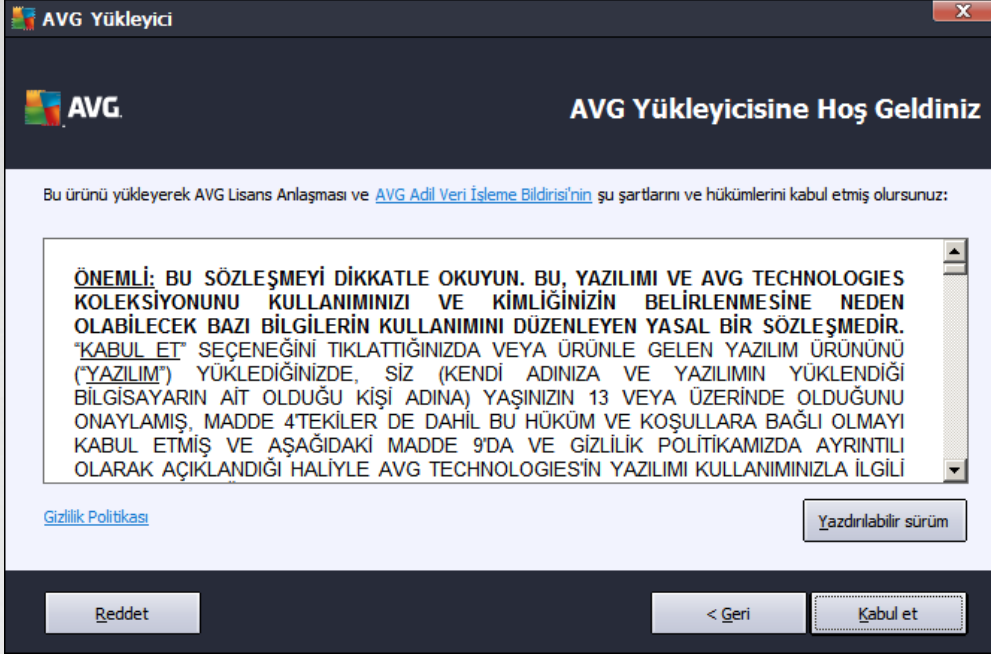 AVG Yükleyici
AVG.
AVG Yükleyicisine Hoş Geldiniz
Bu ürünü yükleyerek AVG Lisans Anlaşması ve AVG Adil Veri İşleme Bildirisi'nin şu şartlarını ve hükümlerini kabul etmiş olursunuz:
ÖNEMLİ: BU SÖZLEŞMEYİ DİKKATLE OKUYUN. BU, YAZILIMI VE AVG TECHNOLOGIES
KOLEKSİYONUNU KULLANIMINIZI VE KİMLİĞİNİZİN BELİRLENMESİNE NEDEN
OLABİLECEK BAZI BİLGİLERİN KULLANIMINI DÜZENLEYEN YASAL BİR SÖZLEŞMEDİR.
“KABUL ET” SEÇENEĞİNİ TIKLATTIĞINIZDA VEYA ÜRÜNLE GELEN YAZILIM ÜRÜNÜNÜ
(“YAZILIM”) YÜKLEDİĞİNİZDE, SİZ (KENDİ ADINIZA VE YAZILIMIN YÜKLENDİĞİ
BİLGİSAYARIN AİT OLDUĞU KİŞİ ADINA) YAŞINIZIN 13 VEYA ÜZERİNDE OLDUĞUNU
ONAYLAMIŞ, MADDE 4'TEKİLER DE DAHİL BU HÜKÜM VE KOŞULLARA BAĞLI OLMAYI
KABUL ETMİŞ VE AŞAĞIDAKİ MADDE 9'DA VE GİZLİLİK POLİTİKAMIZDA AYRINTILI
OLARAK AÇIKLANDIĞI HALİYLE AVG TECHNOLOGIES'İN YAZILIMI KULLANIMINIZLA İLGİLİ
Gizlilik Politikası
Yazdırılabilir sürüm
Reddet
< Geri
Kabul et